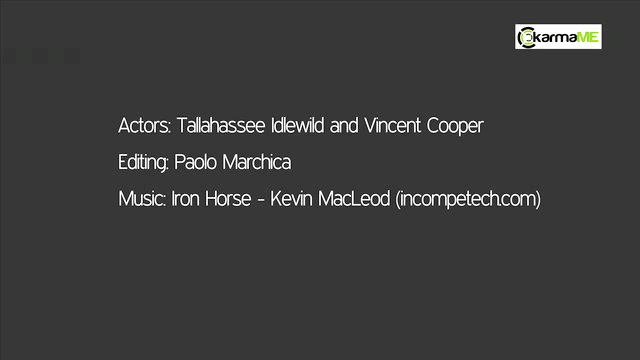 karmaME
Actors: Tallahassee Idlewild and Vincent Cooper
Editing: Paolo Marchica
Music: Iron Horse - Kevin MacLeod (incompetech.com)